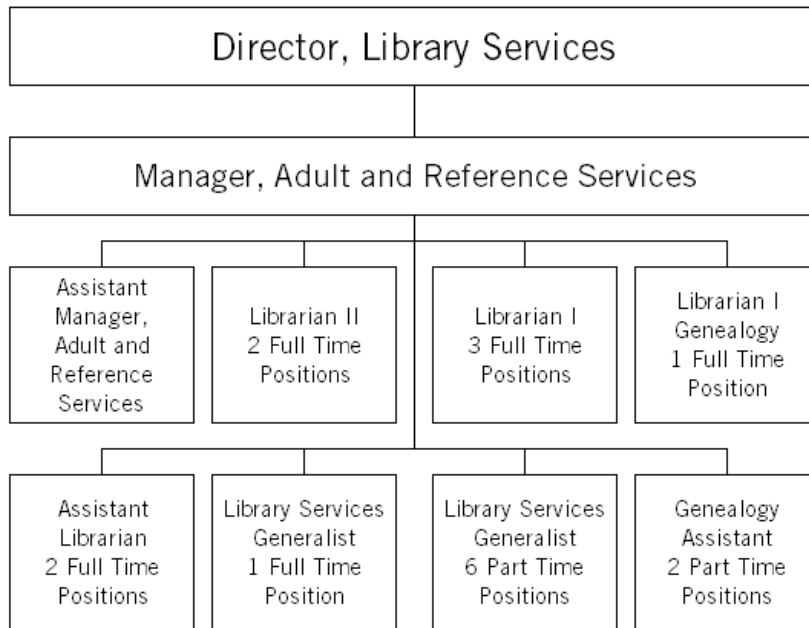 Director, Library Services
Manager, Adult and Reference Services
Assistant
Manager,
Adult and
Reference
Services
Librarian II
2 Full Time
Positions
Librarian I
3 Full Time
Positions
Librarian I
Genealogy
1 Full Time
Position
Assistant
Librarian
2 Full Time
Positions
Library Services
Generalist
1 Full Time
Position
Library Services
Generalist
6 Part Time
Positions
Genealogy
Assistant
2 Part Time
Positions